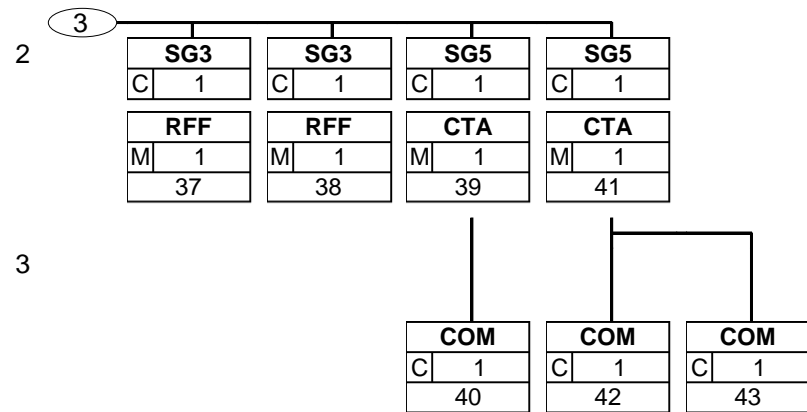 3
2
SG3 SG3 SG5 SG5
C 1 C 1 C 1 C 1
RFF RFF CTA CTA
M 1 M 1 M 1 M 1
37 38 39 41
3
COM COM COM
C 1 C 1 C 1
40 42 43